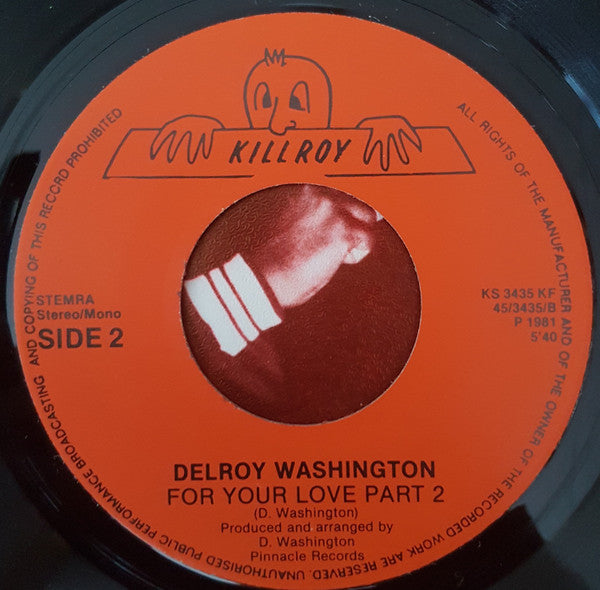 KILLROY
ALL RIGHTS OF THE MANUFACTURER AND OF THE OWNER OF THE RECORDED WORK ARE RESERVED. UNAUTHORISED PUBLIC PERFORMANCE BROADCASTING AND COPYING OF THIS RECORD PROHIBITED
STEMRA
Stereo/Mono
SIDE 2
KS 3435 KF
45/3435/B
P 1981
5'40
DELROY WASHINGTON
FOR YOUR LOVE PART 2
(D. Washington)
Produced and arranged by
D. Washington
Pinnacle Records